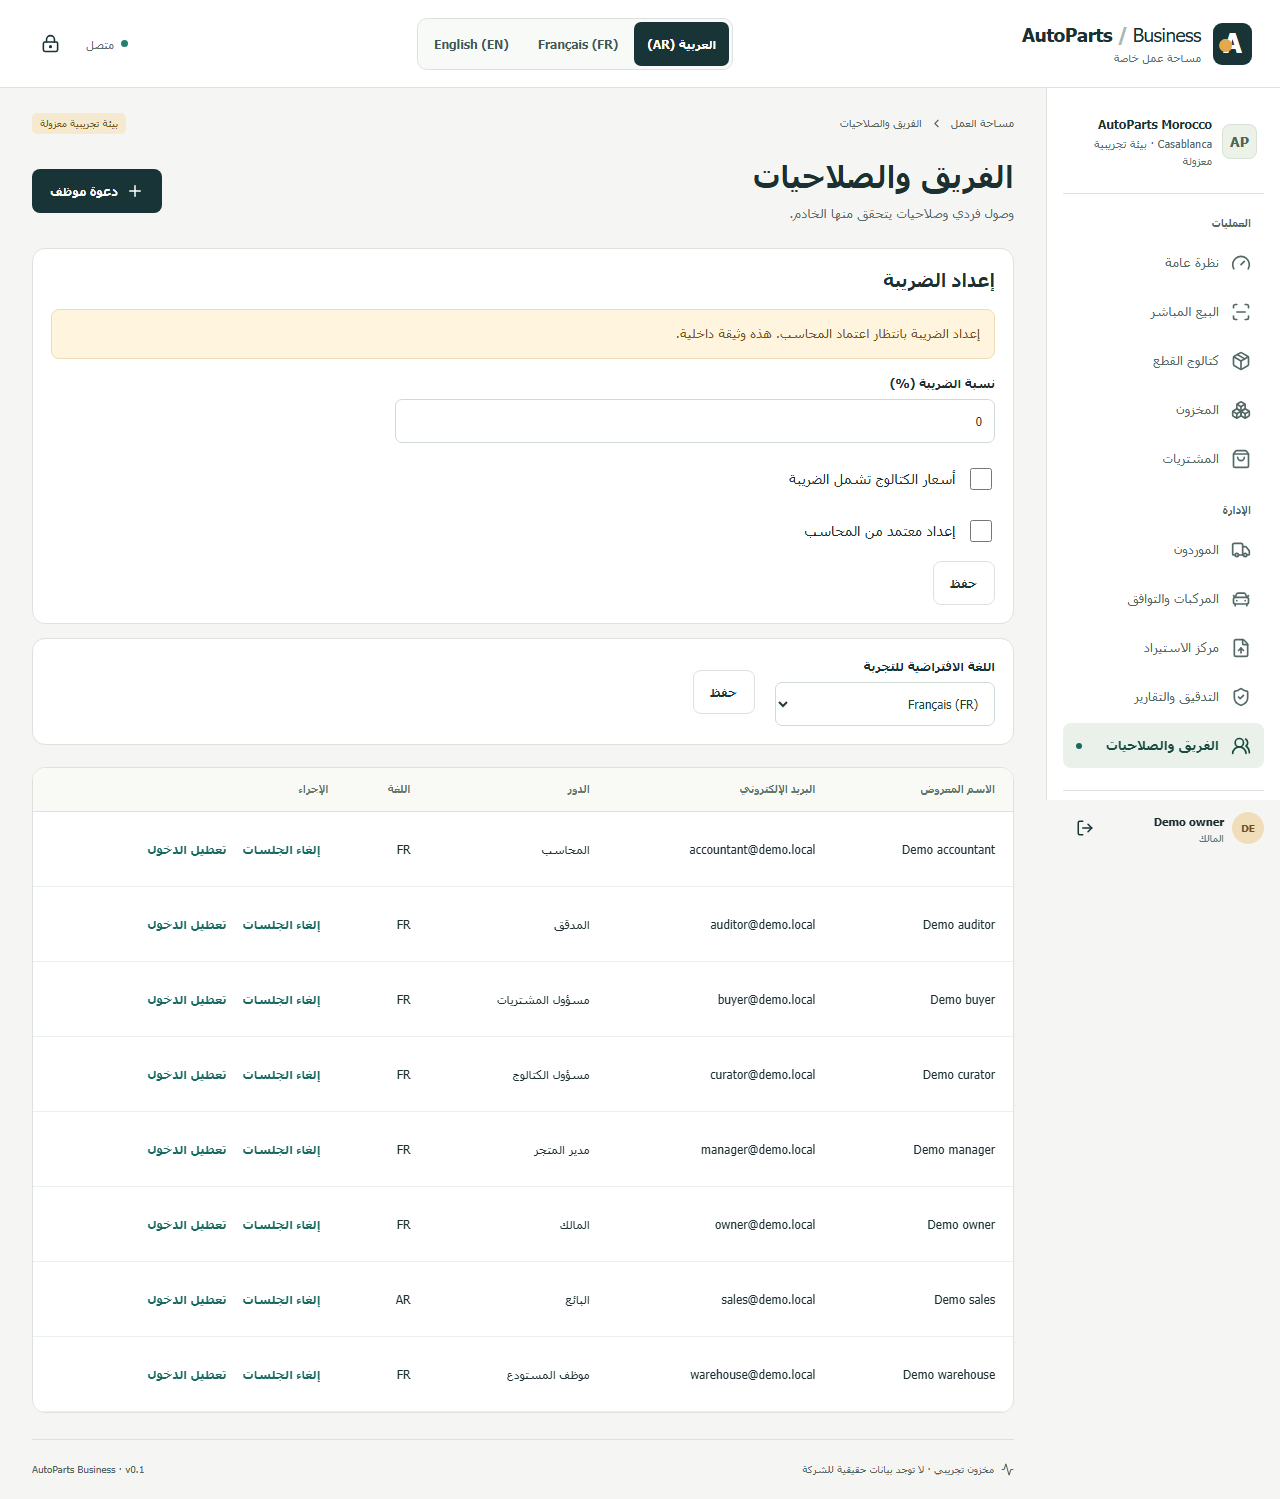 AutoParts / Business
مساحة عمل خاصة
العربية (AR)
Français (FR)
English (EN)
متصل
AP
AutoParts Morocco
Casablanca · بيئة تجريبية معزولة
العمليات
نظرة عامة
البيع المباشر
كتالوج القطع
المخزون
المشتريات
الإدارة
الموردون
المركبات والتوافق
مركز الاستيراد
التدقيق والتقارير
الفريق والصلاحيات
DE
Demo owner
المالك
مساحة العمل
الفريق والصلاحيات
بيئة تجريبية معزولة
الفريق والصلاحيات
وصول فردي وصلاحيات يتحقق منها الخادم.
دعوة موظف
إعداد الضريبة
إعداد الضريبة بانتظار اعتماد المحاسب. هذه وثيقة داخلية.
نسبة الضريبة (%)
0
أسعار الكتالوج تشمل الضريبة
إعداد معتمد من المحاسب
حفظ
اللغة الافتراضية للتجربة
Français (FR)
حفظ
الاسم المعروض البريد الإلكتروني الدور اللغة الإجراء
Demo accountant accountant@demo.local المحاسب FR إلغاء الجلسات تعطيل الدخول
Demo auditor auditor@demo.local المدقق FR إلغاء الجلسات تعطيل الدخول
Demo buyer buyer@demo.local مسؤول المشتريات FR إلغاء الجلسات تعطيل الدخول
Demo curator curator@demo.local مسؤول الكتالوج FR إلغاء الجلسات تعطيل الدخول
Demo manager manager@demo.local مدير المتجر FR إلغاء الجلسات تعطيل الدخول
Demo owner owner@demo.local المالك FR إلغاء الجلسات تعطيل الدخول
Demo sales sales@demo.local البائع AR إلغاء الجلسات تعطيل الدخول
Demo warehouse warehouse@demo.local موظف المستودع FR إلغاء الجلسات تعطيل الدخول
مخزون تجريبي · لا توجد بيانات حقيقية للشركة
AutoParts Business · v0.1